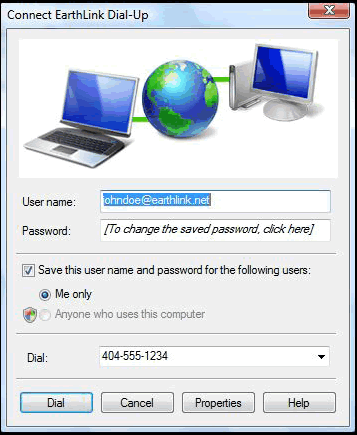 Connect EarthLink Dial-Up
User name: johndoe@earthlink.net
Password: [To change the saved password, click here]
Save this user name and password for the following users:
Me only
Anyone who uses this computer
Dial: 404-555-1234
Dial Cancel Properties Help